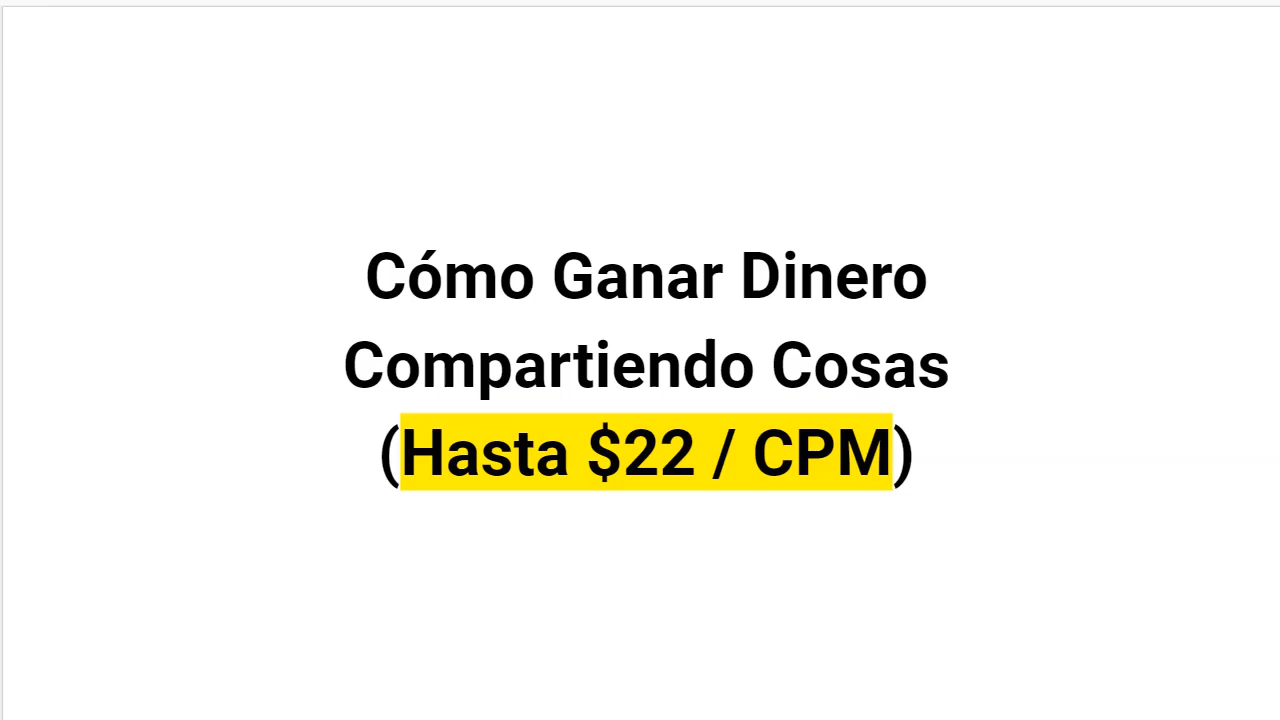 Cómo Ganar Dinero
Compartiendo Cosas
(Hasta $22 / CPM)